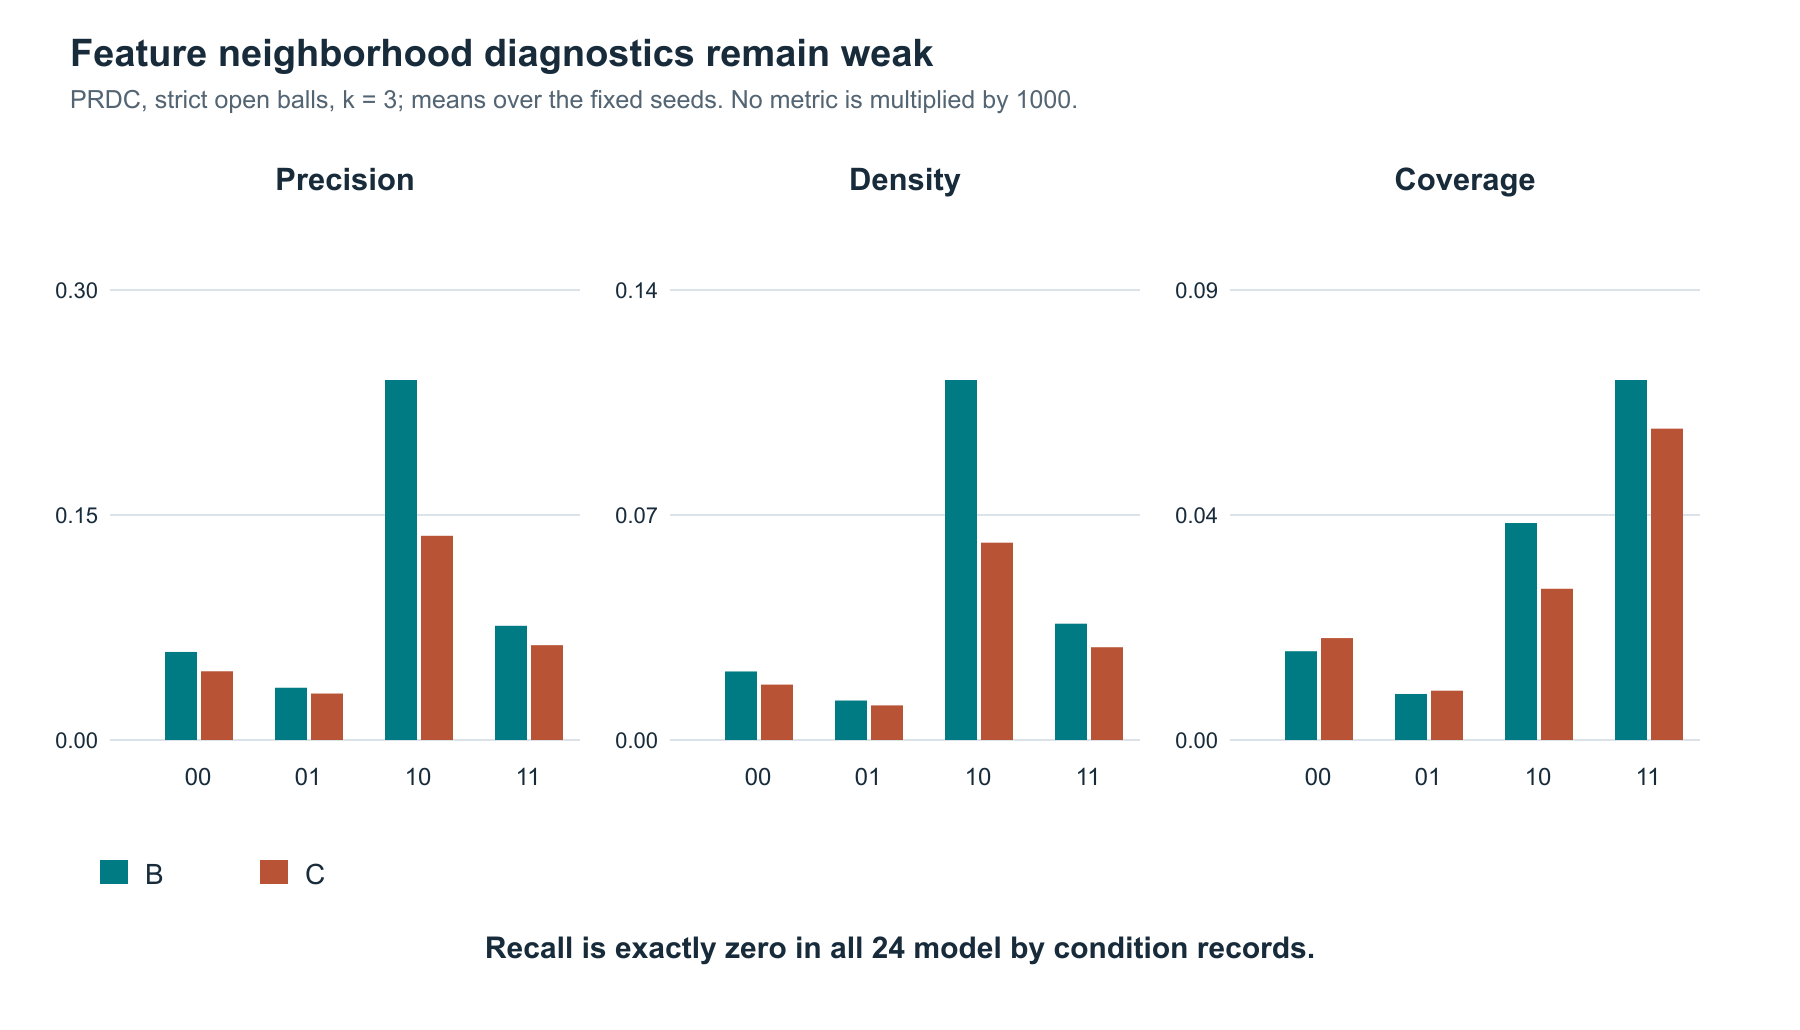 Feature neighborhood diagnostics remain weak
PRDC, strict open balls, k = 3; means over the fixed seeds. No metric is multiplied by 1000.
Precision
0.30
0.15
0.00
00 01 10 11
Density
0.14
0.07
0.00
00 01 10 11
Coverage
0.09
0.04
0.00
00 01 10 11
B C
Recall is exactly zero in all 24 model by condition records.